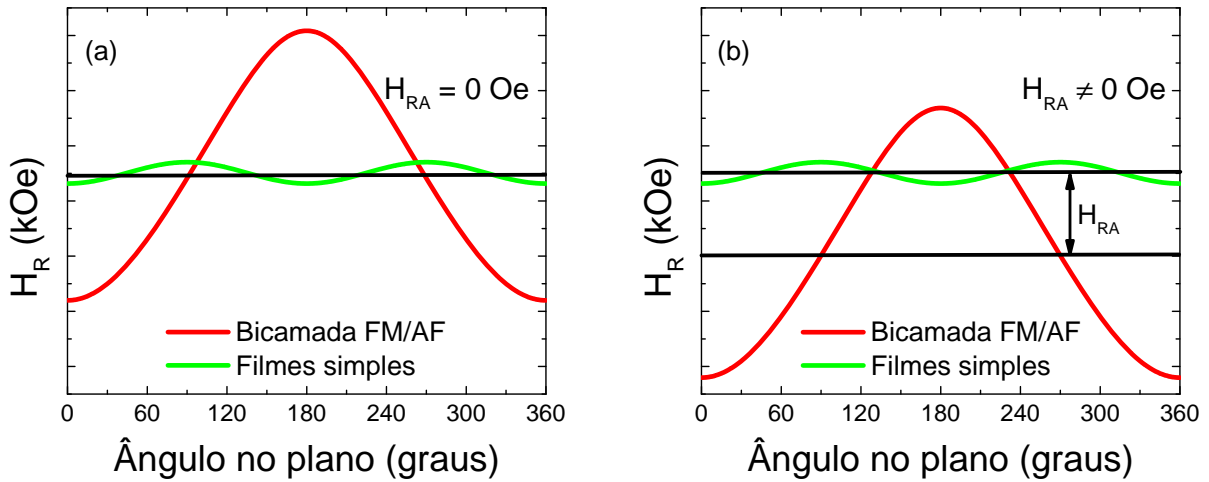 (a)
H_RA = 0 Oe
H_R (kOe)
Bicamada FM/AF
Filmes simples
0 60 120 180 240 300 360
Ângulo no plano (graus)
(b)
H_RA ≠ 0 Oe
H_R (kOe)
H_RA
Bicamada FM/AF
Filmes simples
0 60 120 180 240 300 360
Ângulo no plano (graus)